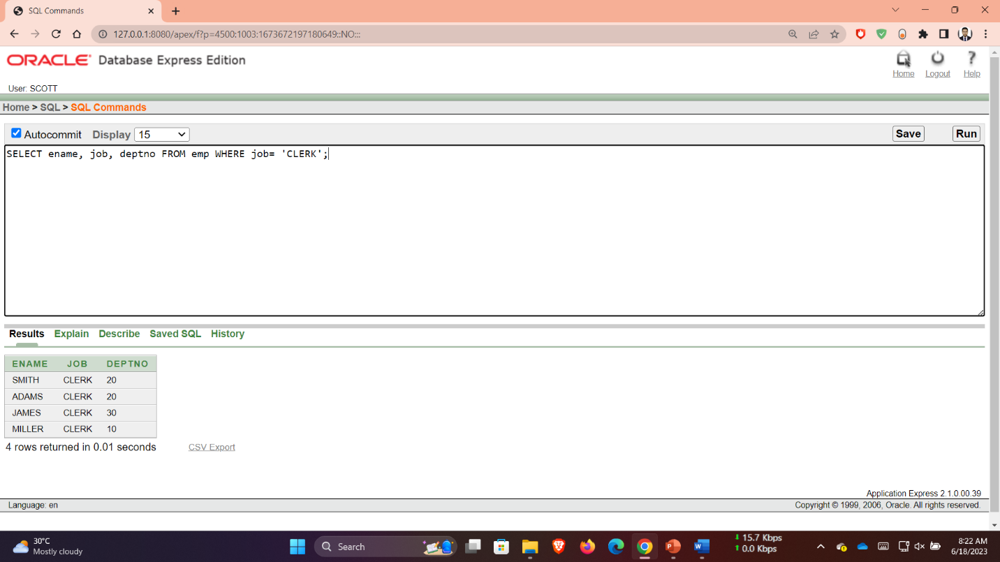 SQL Commands
127.0.0.1:8080/apex/f?p=4500:1003:1673672197180649::NO:::
ORACLE® Database Express Edition
Home Logout Help
User: SCOTT
Home > SQL > SQL Commands
Autocommit Display 15 Save Run
SELECT ename, job, deptno FROM emp WHERE job= 'CLERK';
Results Explain Describe Saved SQL History
ENAME JOB DEPTNO
SMITH CLERK 20
ADAMS CLERK 20
JAMES CLERK 30
MILLER CLERK 10
4 rows returned in 0.01 seconds CSV Export
Application Express 2.1.0.00.39
Language: en Copyright © 1999, 2006, Oracle. All rights reserved.
30°C
Mostly cloudy
Search
15.7 Kbps
0.0 Kbps
8:22 AM
6/18/2023